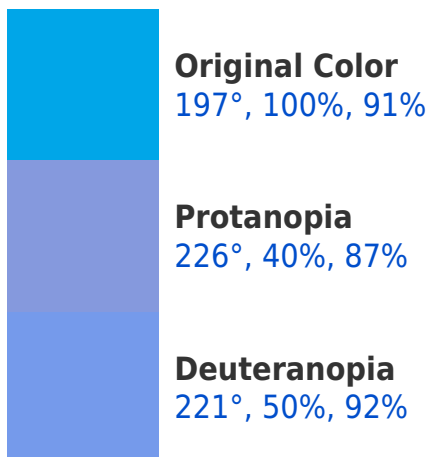 Original Color
197°, 100%, 91%
Protanopia
226°, 40%, 87%
Deuteranopia
221°, 50%, 92%